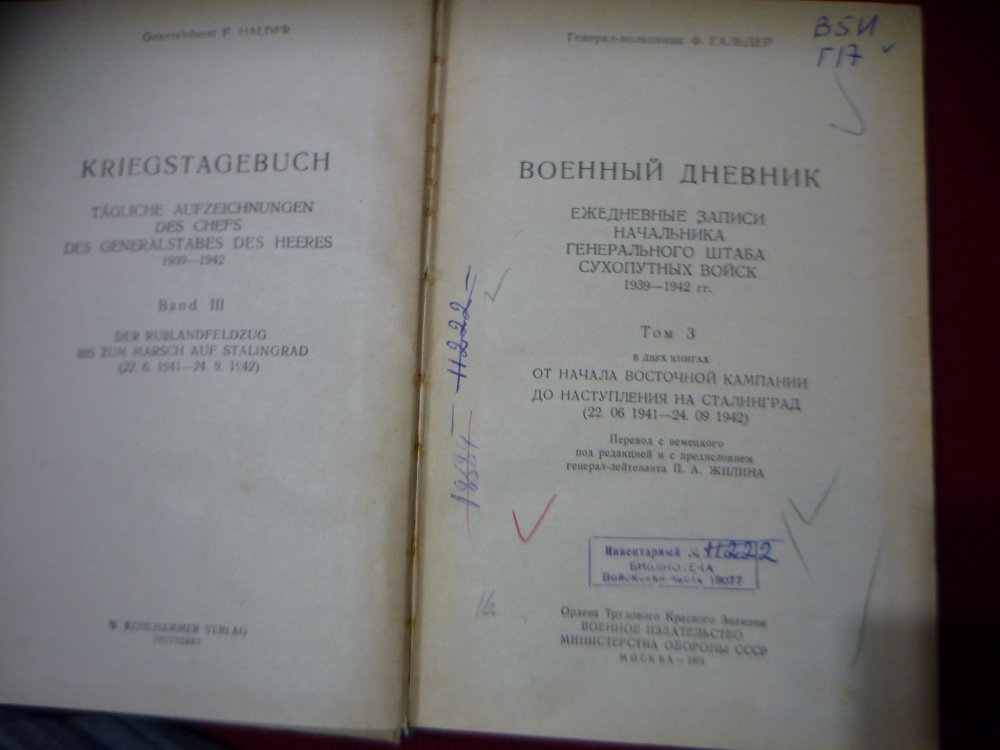 Generaloberst F. HALDER
KRIEGSTAGEBUCH
TÄGLICHE AUFZEICHNUNGEN
DES CHEFS
DES GENERALSTABES DES HEERES
1939—1942
Band III
DER RUßLANDFELDZUG
BIS ZUM MARSCH AUF STALINGRAD
(22. 6. 1941—24. 9. 1942)
W. KOHLHAMMER VERLAG
STUTTGART
Генерал-полковник Ф. ГАЛЬДЕР
В5И
Г17
ВОЕННЫЙ ДНЕВНИК
ЕЖЕДНЕВНЫЕ ЗАПИСИ
НАЧАЛЬНИКА
ГЕНЕРАЛЬНОГО ШТАБА
СУХОПУТНЫХ ВОЙСК
1939—1942 гг.
Том 3
В ДВУХ КНИГАХ
ОТ НАЧАЛА ВОСТОЧНОЙ КАМПАНИИ
ДО НАСТУПЛЕНИЯ НА СТАЛИНГРАД
(22. 06 1941—24. 09 1942)
Перевод с немецкого
под редакцией и с предисловием
генерал-лейтенанта П. А. ЖИЛИНА
11222
Инвентарный № 11222
БИБЛИОТЕКА
Войсковая часть 18077
16.
Ордена Трудового Красного Знамени
ВОЕННОЕ ИЗДАТЕЛЬСТВО
МИНИСТЕРСТВА ОБОРОНЫ СССР
МОСКВА — 1971